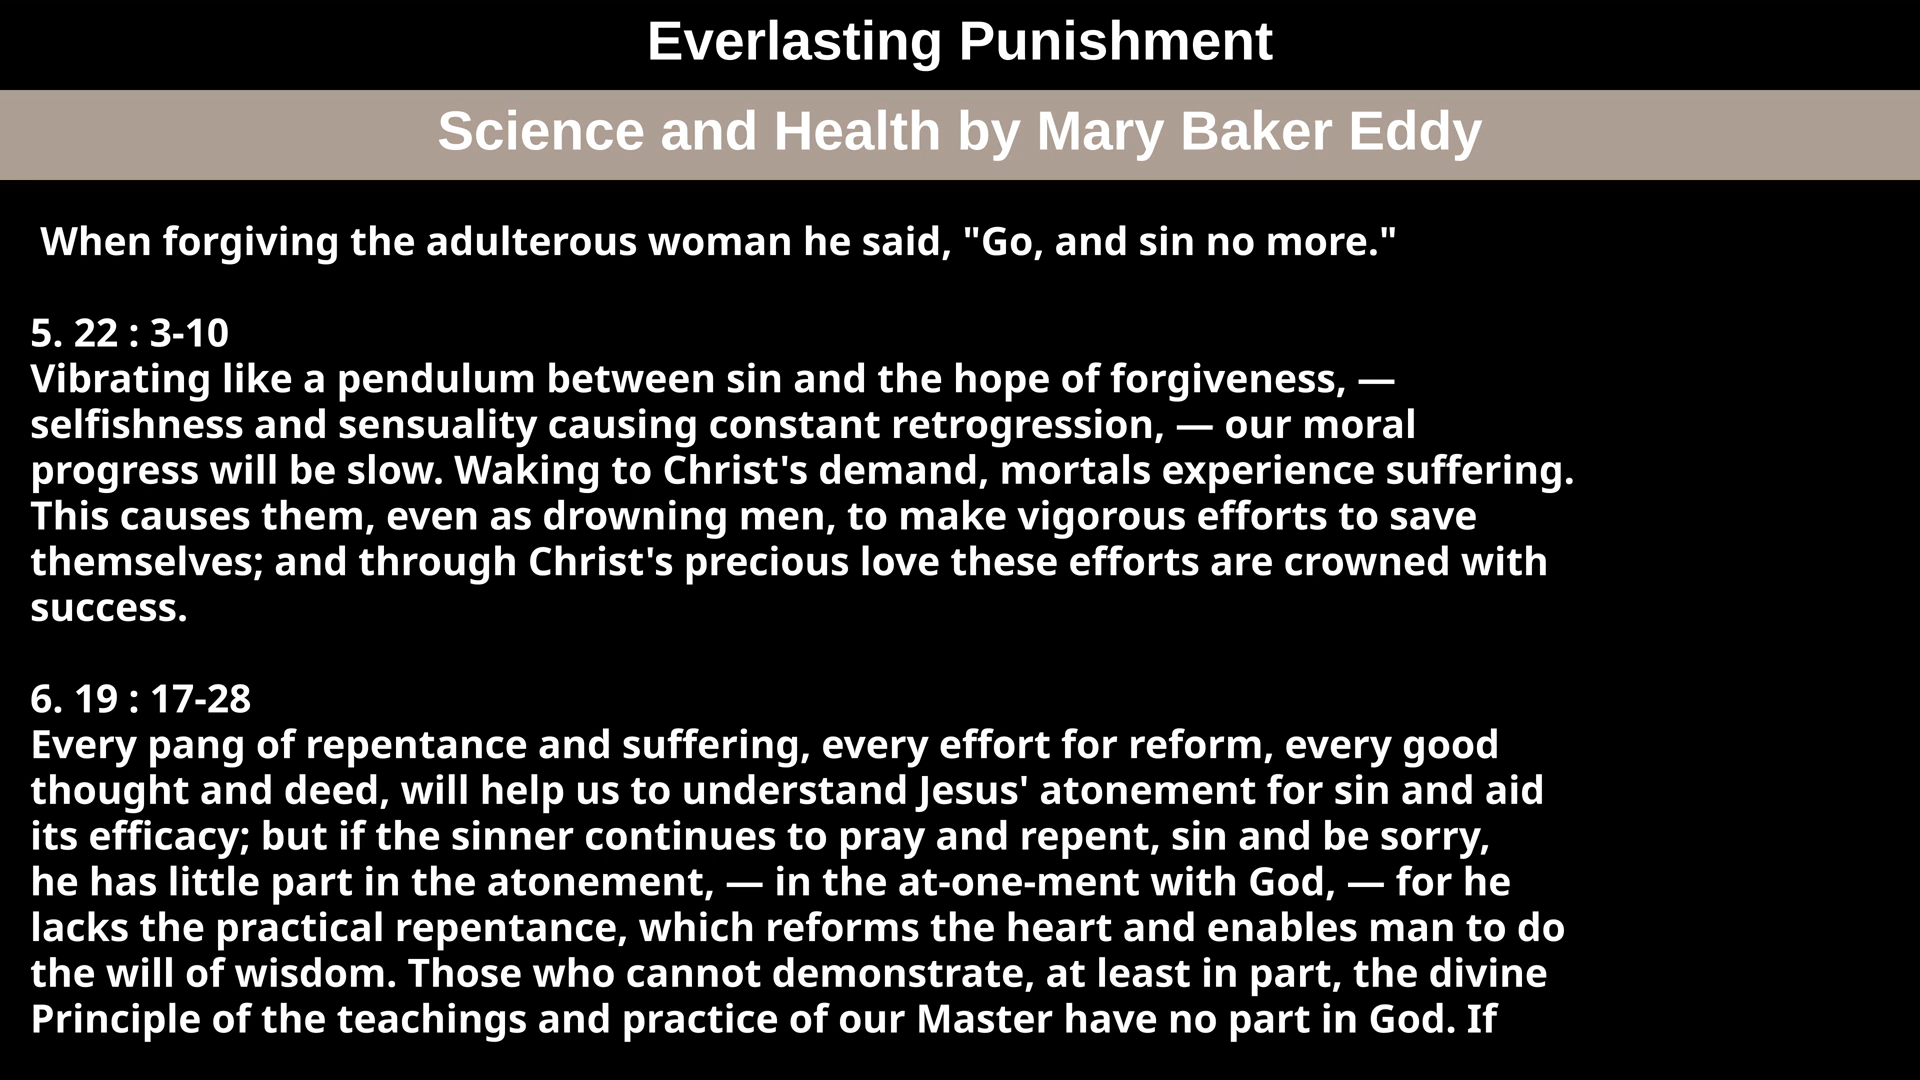 Everlasting Punishment
Science and Health by Mary Baker Eddy
When forgiving the adulterous woman he said, "Go, and sin no more."
5. 22 : 3-10
Vibrating like a pendulum between sin and the hope of forgiveness, —
selfishness and sensuality causing constant retrogression, — our moral
progress will be slow. Waking to Christ's demand, mortals experience suffering.
This causes them, even as drowning men, to make vigorous efforts to save
themselves; and through Christ's precious love these efforts are crowned with
success.
6. 19 : 17-28
Every pang of repentance and suffering, every effort for reform, every good
thought and deed, will help us to understand Jesus' atonement for sin and aid
its efficacy; but if the sinner continues to pray and repent, sin and be sorry,
he has little part in the atonement, — in the at-one-ment with God, — for he
lacks the practical repentance, which reforms the heart and enables man to do
the will of wisdom. Those who cannot demonstrate, at least in part, the divine
Principle of the teachings and practice of our Master have no part in God. If